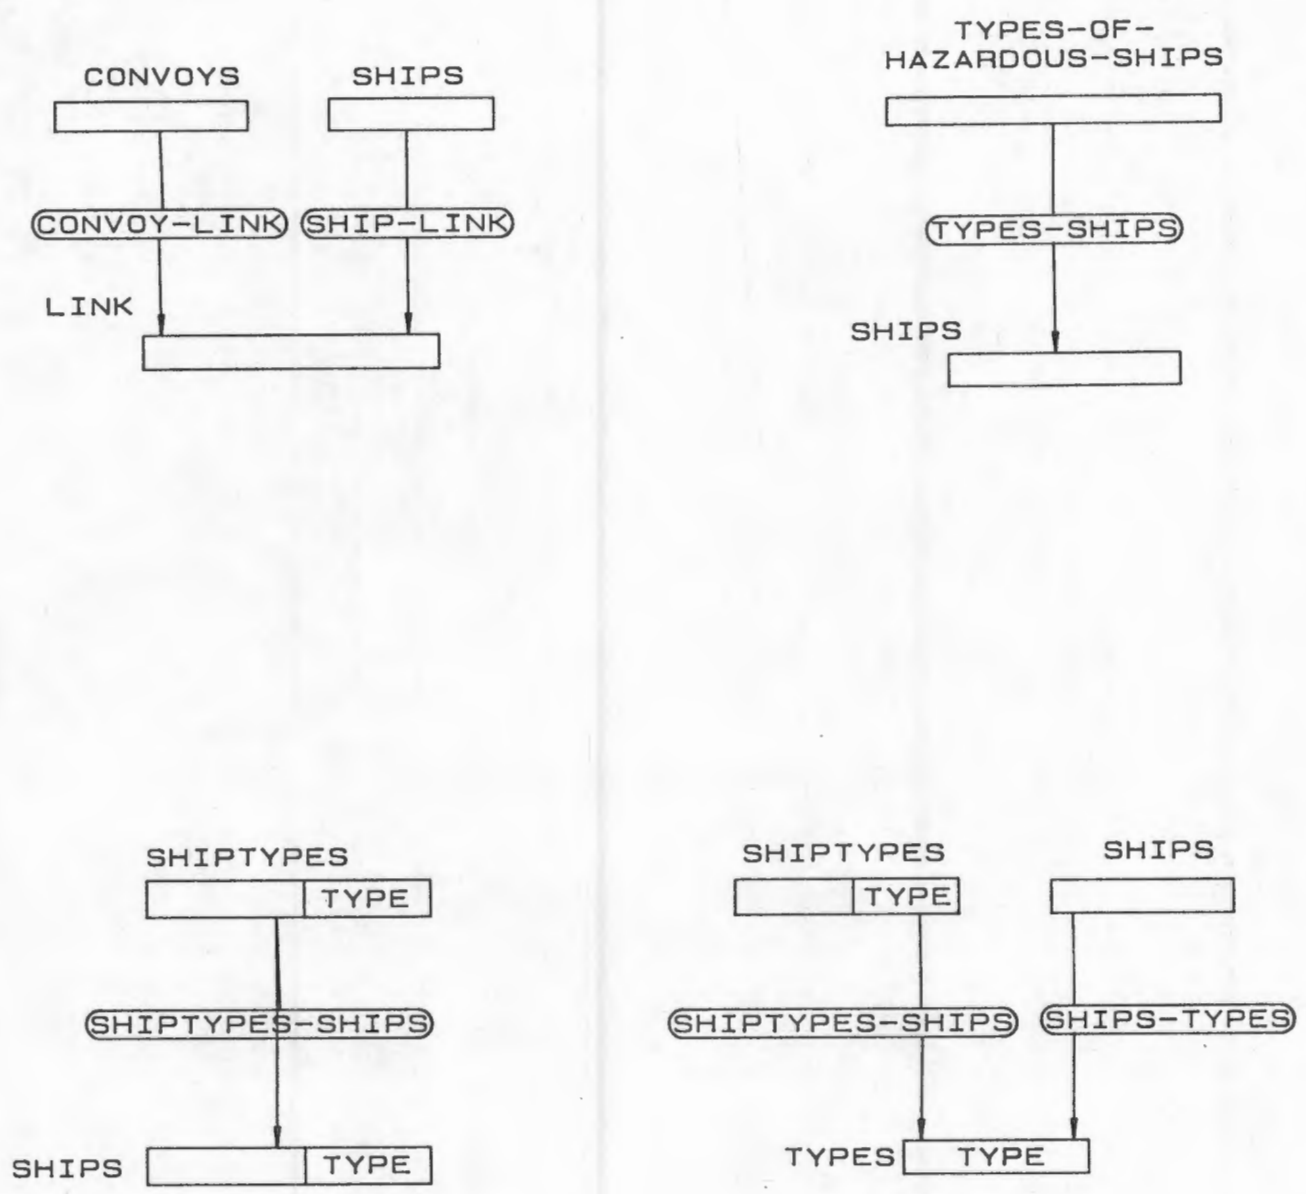 CONVOYS
SHIPS
CONVOY-LINK
SHIP-LINK
LINK
TYPES-OF-
HAZARDOUS-SHIPS
TYPES-SHIPS
SHIPS
SHIPTYPES
TYPE
SHIPTYPES-SHIPS
SHIPS
TYPE
SHIPTYPES
SHIPS
TYPE
SHIPTYPES-SHIPS
SHIPS-TYPES
TYPES
TYPE